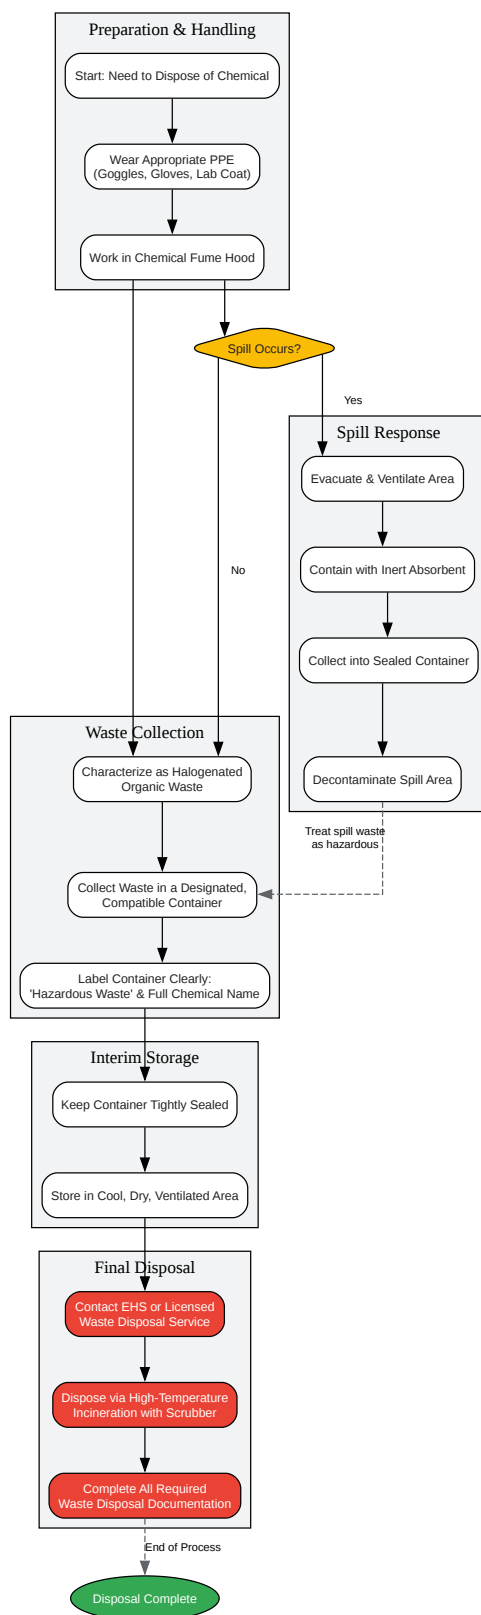 Preparation & Handling
Start: Need to Dispose of Chemical
Wear Appropriate PPE
(Goggles, Gloves, Lab Coat)
Work in Chemical Fume Hood
Spill Occurs?
Yes
Spill Response
Evacuate & Ventilate Area
Contain with Inert Absorbent
No
Collect into Sealed Container
Waste Collection
Characterize as Halogenated
Organic Waste
Decontaminate Spill Area
Treat spill waste
as hazardous
Collect Waste in a Designated,
Compatible Container
Label Container Clearly:
'Hazardous Waste' & Full Chemical Name
Interim Storage
Keep Container Tightly Sealed
Store in Cool, Dry, Ventilated Area
Final Disposal
Contact EHS or Licensed
Waste Disposal Service
Dispose via High-Temperature
Incineration with Scrubber
Complete All Required
Waste Disposal Documentation
End of Process
Disposal Complete